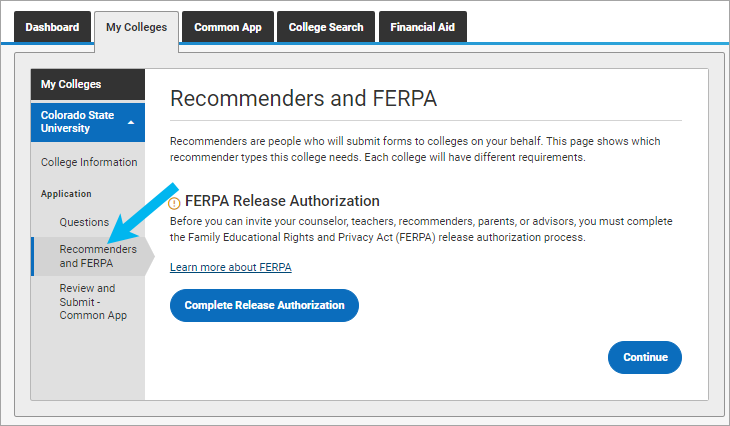 Dashboard
My Colleges
Common App
College Search
Financial Aid
My Colleges
Colorado State
University
College Information
Application
Questions
Recommenders
and FERPA
Review and
Submit -
Common App
Recommenders and FERPA
Recommenders are people who will submit forms to colleges on your behalf. This page shows which
recommender types this college needs. Each college will have different requirements.
FERPA Release Authorization
Before you can invite your counselor, teachers, recommenders, parents, or advisors, you must complete
the Family Educational Rights and Privacy Act (FERPA) release authorization process.
Learn more about FERPA
Complete Release Authorization
Continue